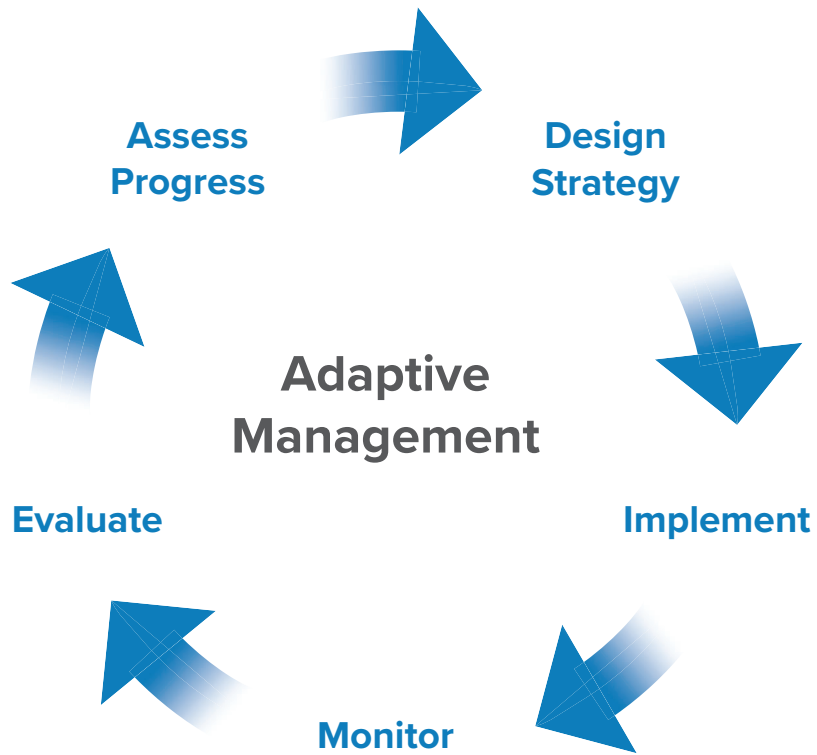 Assess
Progress
Design
Strategy
Adaptive
Management
Evaluate
Implement
Monitor